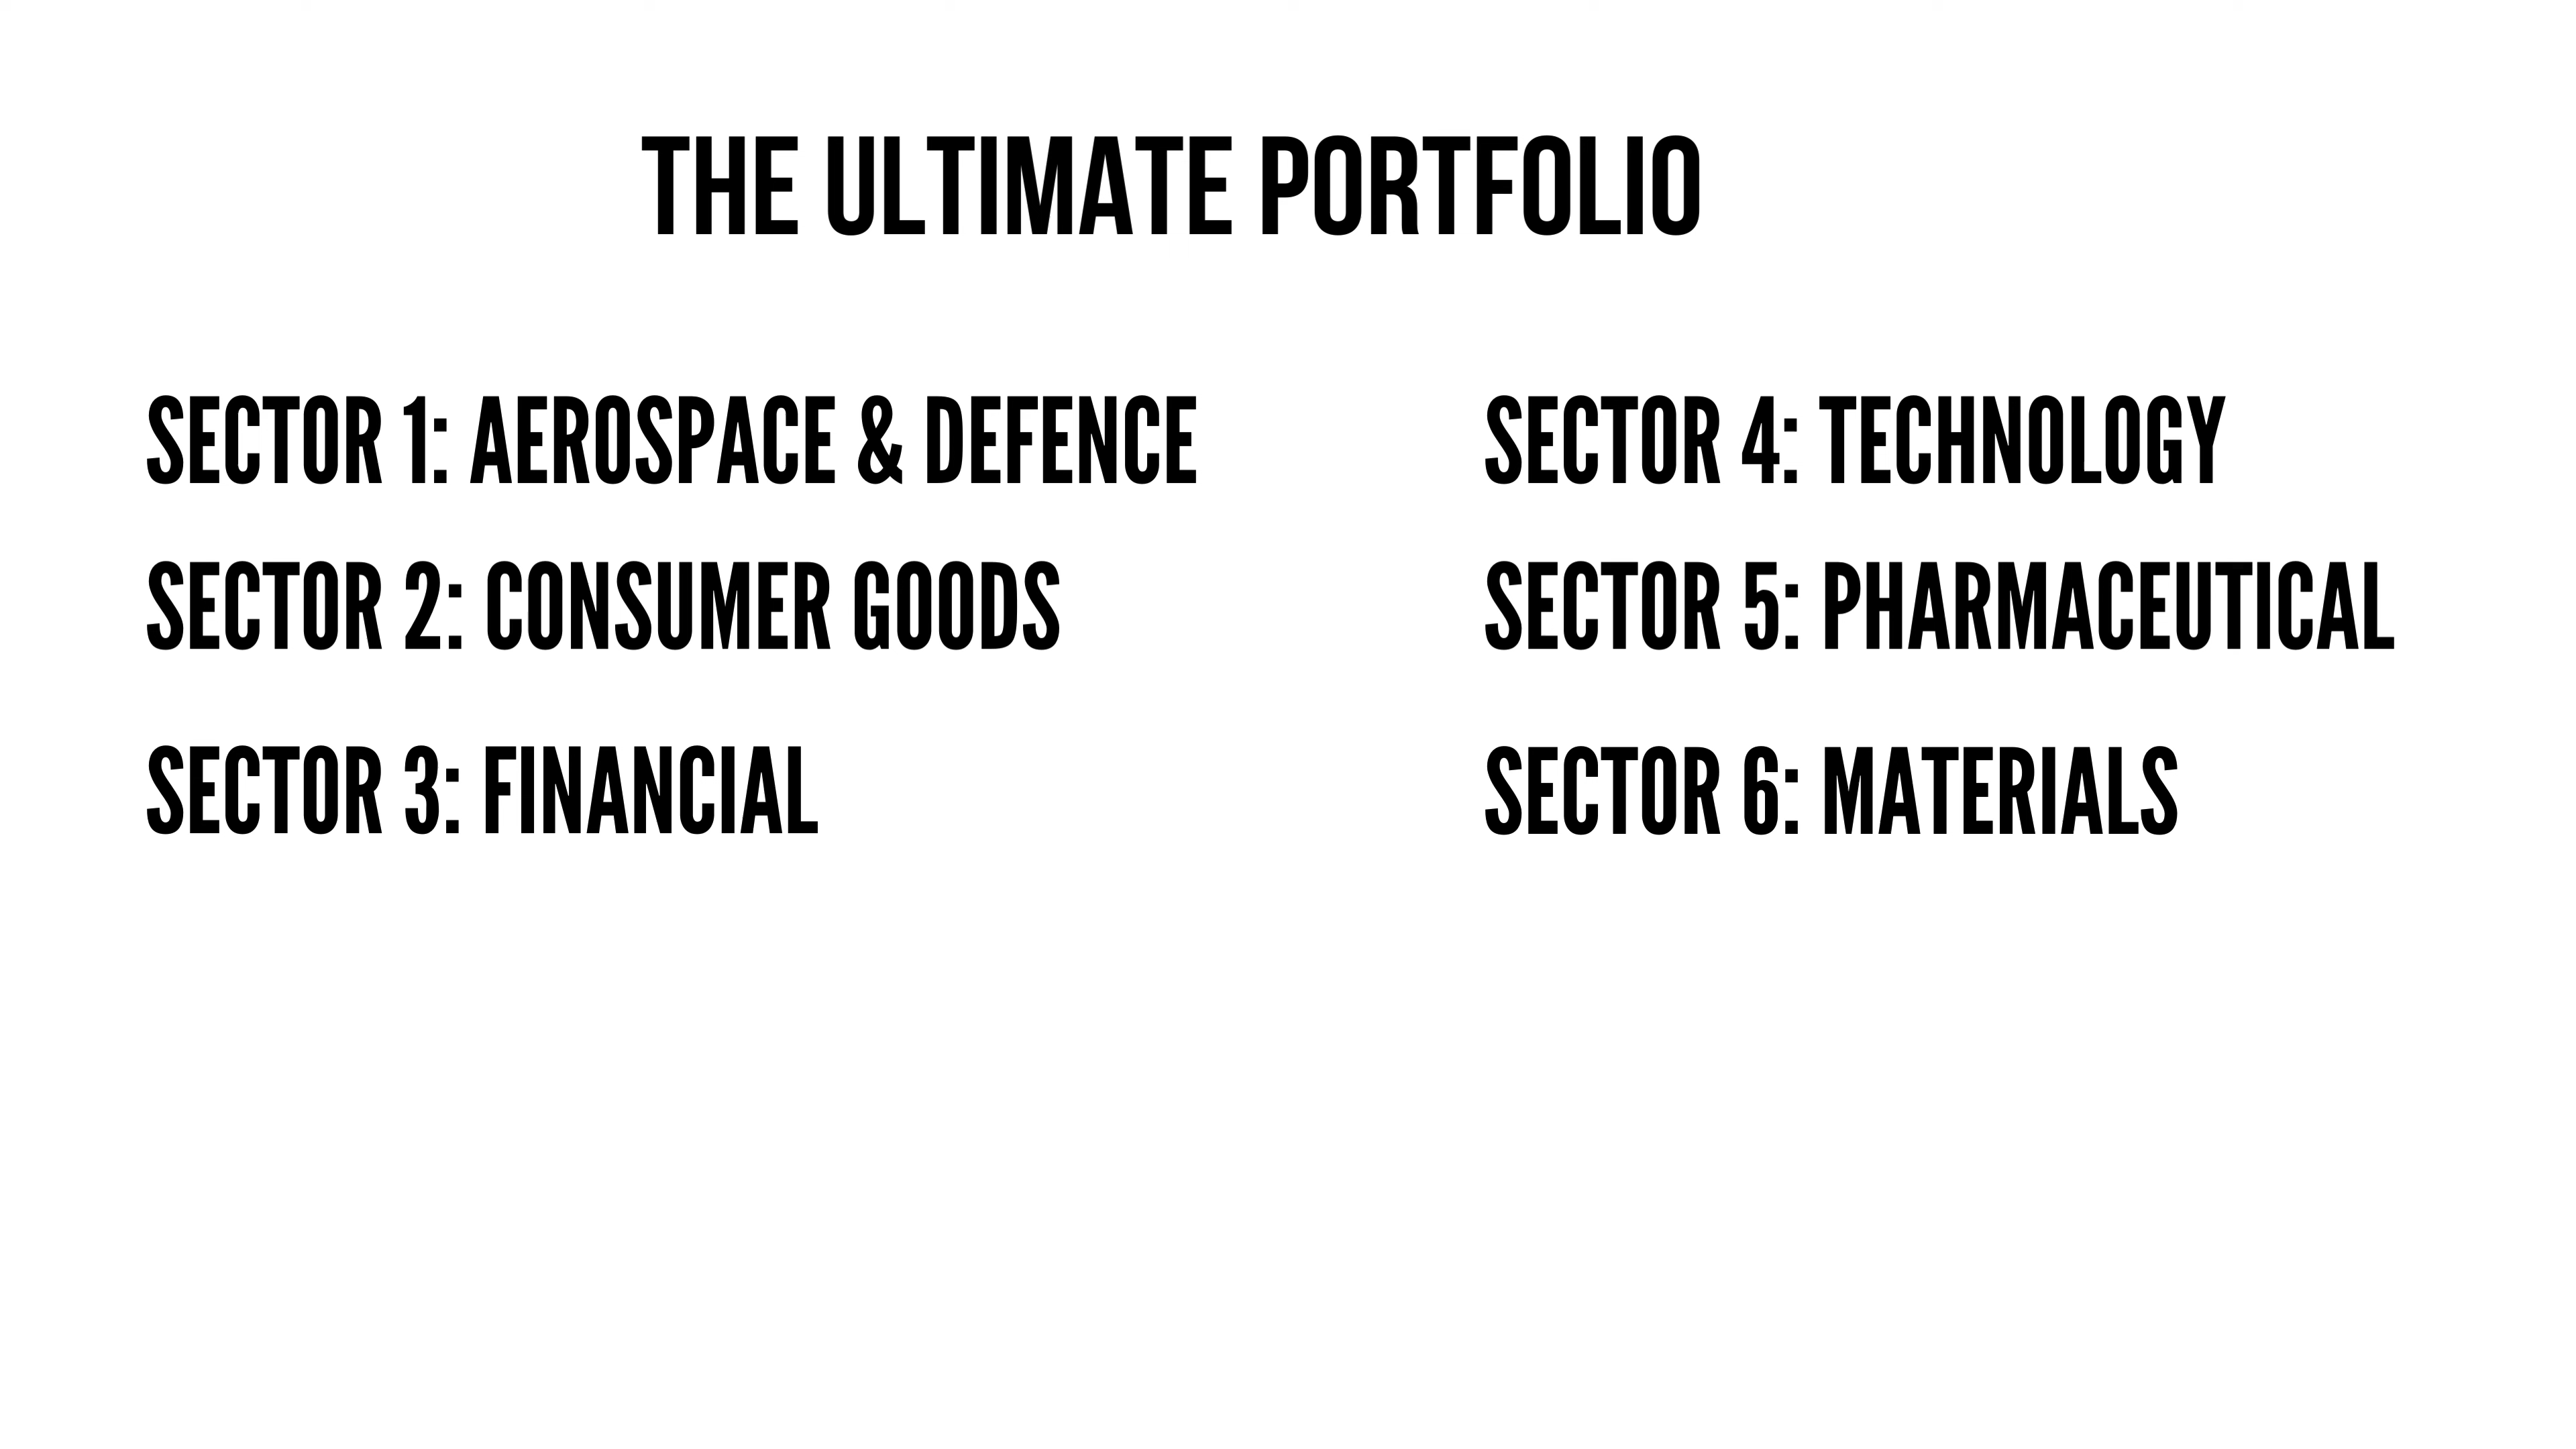 THE ULTIMATE PORTFOLIO
SECTOR 1: AEROSPACE & DEFENCE
SECTOR 2: CONSUMER GOODS
SECTOR 3: FINANCIAL
SECTOR 4: TECHNOLOGY
SECTOR 5: PHARMACEUTICAL
SECTOR 6: MATERIALS